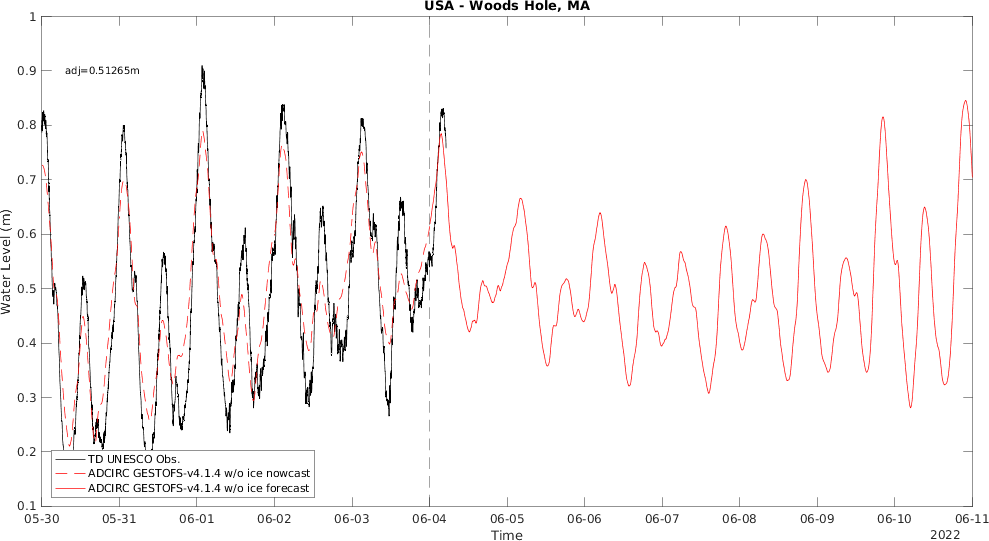 USA - Woods Hole, MA
adj=0.51265m
Water Level (m)
1
0.9
0.8
0.7
0.6
0.5
0.4
0.3
0.2
0.1
TD UNESCO Obs.
ADCIRC GESTOFS-v4.1.4 w/o ice nowcast
ADCIRC GESTOFS-v4.1.4 w/o ice forecast
05-30 05-31 06-01 06-02 06-03 06-04 06-05 06-06 06-07 06-08 06-09 06-10 06-11
Time
2022